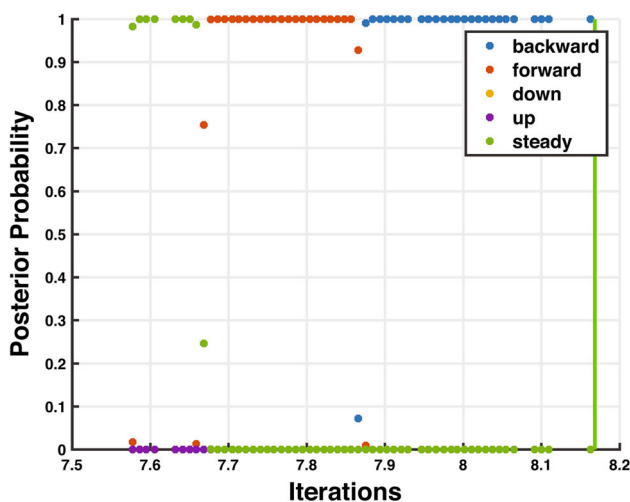 1
0.9
0.8
0.7
0.6
0.5
0.4
0.3
0.2
0.1
0
Posterior Probability
backward
forward
down
up
steady
7.5 7.6 7.7 7.8 7.9 8 8.1 8.2
Iterations